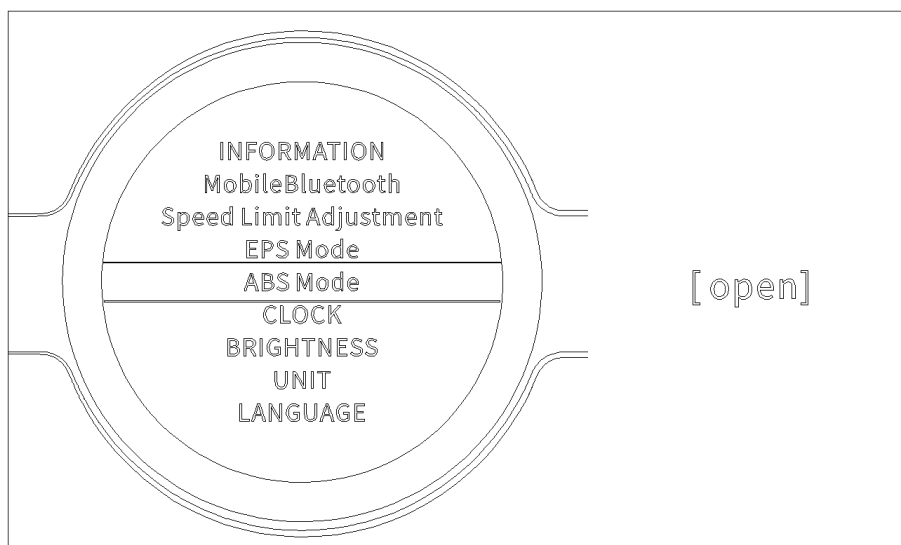 INFORMATION
MobileBluetooth
Speed Limit Adjustment
EPS Mode
ABS Mode
CLOCK
BRIGHTNESS
UNIT
LANGUAGE
[open]